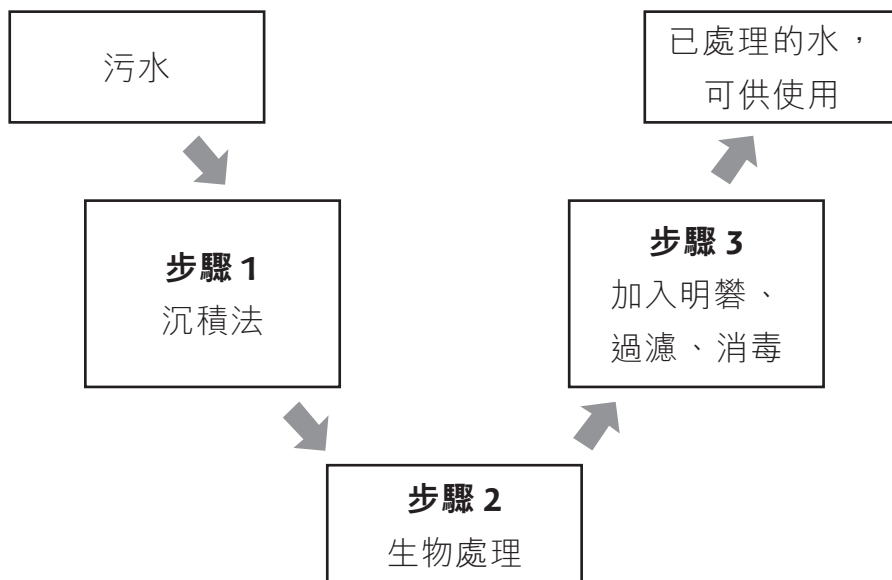 污水
步驟 1
沉積法
步驟 2
生物處理
步驟 3
加入明礬、
過濾、消毒
已處理的水，
可供使用